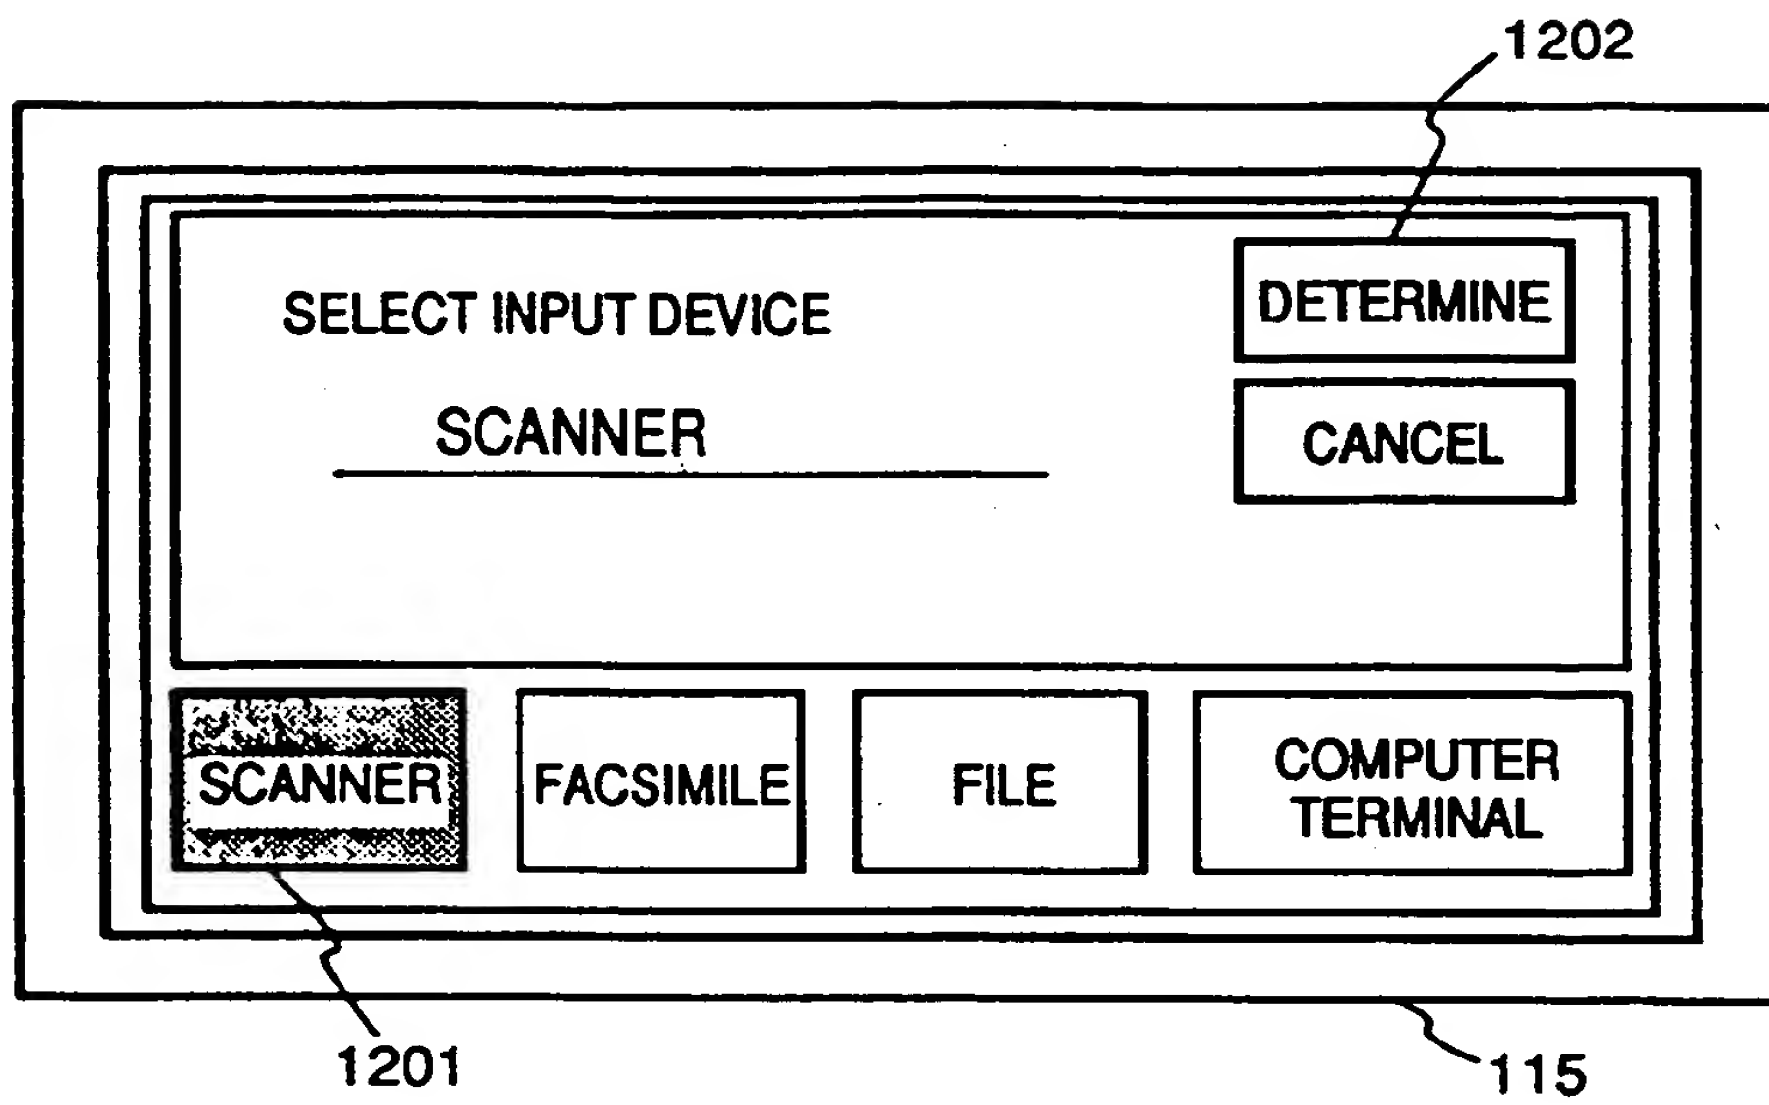 1202
SELECT INPUT DEVICE
DETERMINE
SCANNER
CANCEL
SCANNER
FACSIMILE
FILE
COMPUTER
TERMINAL
1201
115